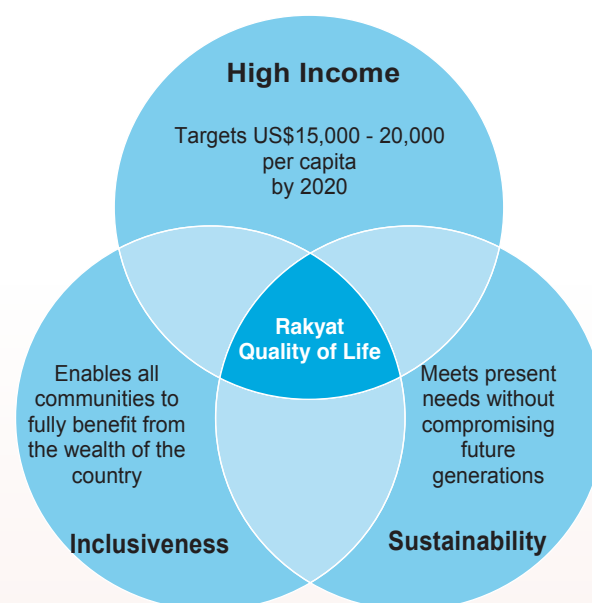 High Income
Targets US$15,000 - 20,000
per capita
by 2020
Rakyat
Quality of Life
Enables all
communities to
fully benefit from
the wealth of the
country
Inclusiveness
Meets present
needs without
compromising
future
generations
Sustainability